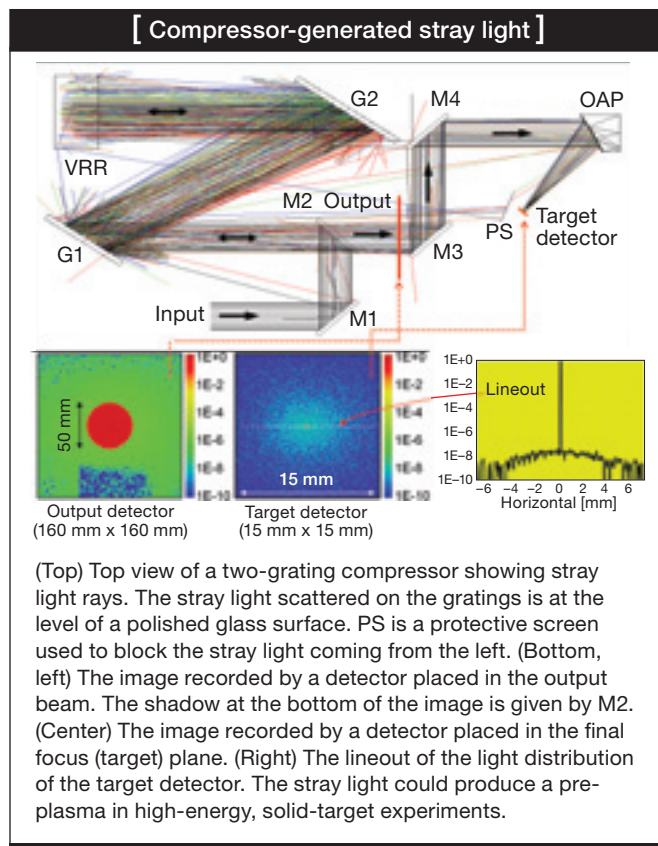 [ Compressor-generated stray light ]
G2
M4
OAP
VRR
M2 Output
Target
detector
PS
G1
M3
Input
M1
1E+0
1E-2
1E-4
1E-6
1E-8
1E-10
50 mm
1E+0
1E-2
1E-4
1E-6
1E-8
1E-10
15 mm
1E+0
1E–2
1E–4
1E–6
1E–8
1E–10
Lineout
–6 –4 –2 0 2 4 6
Horizontal [mm]
Output detector
(160 mm x 160 mm)
Target detector
(15 mm x 15 mm)
(Top) Top view of a two-grating compressor showing stray
light rays. The stray light scattered on the gratings is at the
level of a polished glass surface. PS is a protective screen
used to block the stray light coming from the left. (Bottom,
left) The image recorded by a detector placed in the output
beam. The shadow at the bottom of the image is given by M2.
(Center) The image recorded by a detector placed in the final
focus (target) plane. (Right) The lineout of the light distribution
of the target detector. The stray light could produce a pre-
plasma in high-energy, solid-target experiments.